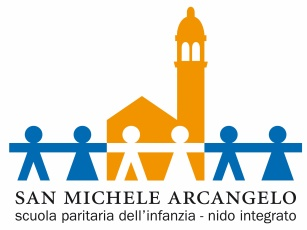 SAN MICHELE ARCANGELO
scuola paritaria dell'infanzia - nido integrato